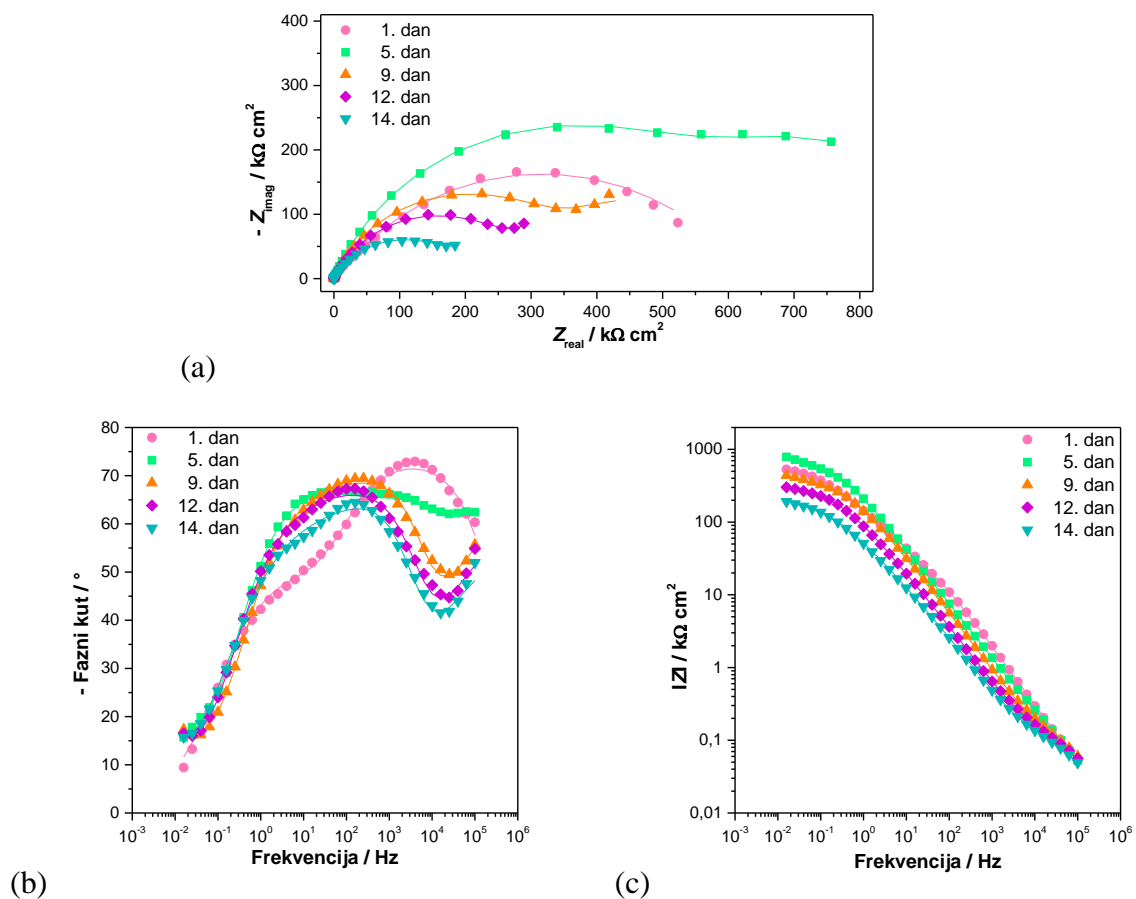 400
300
200
100
0
- Z_imag / kΩ cm²
1. dan
5. dan
9. dan
12. dan
14. dan
0 100 200 300 400 500 600 700 800
Z_real / kΩ cm²
(a)
80
70
60
50
40
30
20
10
0
- Fazni kut / °
1. dan
5. dan
9. dan
12. dan
14. dan
10⁻³ 10⁻² 10⁻¹ 10⁰ 10¹ 10² 10³ 10⁴ 10⁵ 10⁶
Frekvencija / Hz
(b)
1000
100
10
1
0,1
0,01
|Z| / kΩ cm²
1. dan
5. dan
9. dan
12. dan
14. dan
10⁻³ 10⁻² 10⁻¹ 10⁰ 10¹ 10² 10³ 10⁴ 10⁵ 10⁶
Frekvencija / Hz
(c)